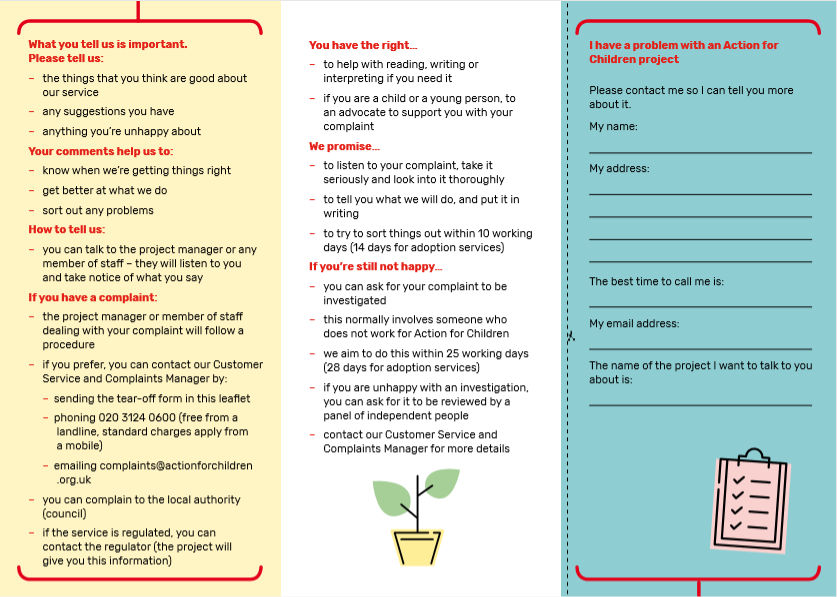 What you tell us is important.
Please tell us:
– the things that you think are good about
our service
– any suggestions you have
– anything you're unhappy about
Your comments help us to:
– know when we're getting things right
– get better at what we do
– sort out any problems
How to tell us:
– you can talk to the project manager or any
member of staff – they will listen to you
and take notice of what you say
If you have a complaint:
– the project manager or member of staff
dealing with your complaint will follow a
procedure
– if you prefer, you can contact our Customer
Service and Complaints Manager by:
– sending the tear-off form in this leaflet
– phoning 020 3124 0600 (free from a
landline, standard charges apply from
a mobile)
– emailing complaints@actionforchildren
.org.uk
– you can complain to the local authority
(council)
– if the service is regulated, you can
contact the regulator (the project will
give you this information)
You have the right...
– to help with reading, writing or
interpreting if you need it
– if you are a child or a young person, to
an advocate to support you with your
complaint
We promise...
– to listen to your complaint, take it
seriously and look into it thoroughly
– to tell you what we will do, and put it in
writing
– to try to sort things out within 10 working
days (14 days for adoption services)
If you're still not happy...
– you can ask for your complaint to be
investigated
– this normally involves someone who
does not work for Action for Children
– we aim to do this within 25 working days
(28 days for adoption services)
– if you are unhappy with an investigation,
you can ask for it to be reviewed by a
panel of independent people
– contact our Customer Service and
Complaints Manager for more details
I have a problem with an Action for
Children project
Please contact me so I can tell you more
about it.
My name:
My address:
The best time to call me is:
My email address:
The name of the project I want to talk to you
about is: